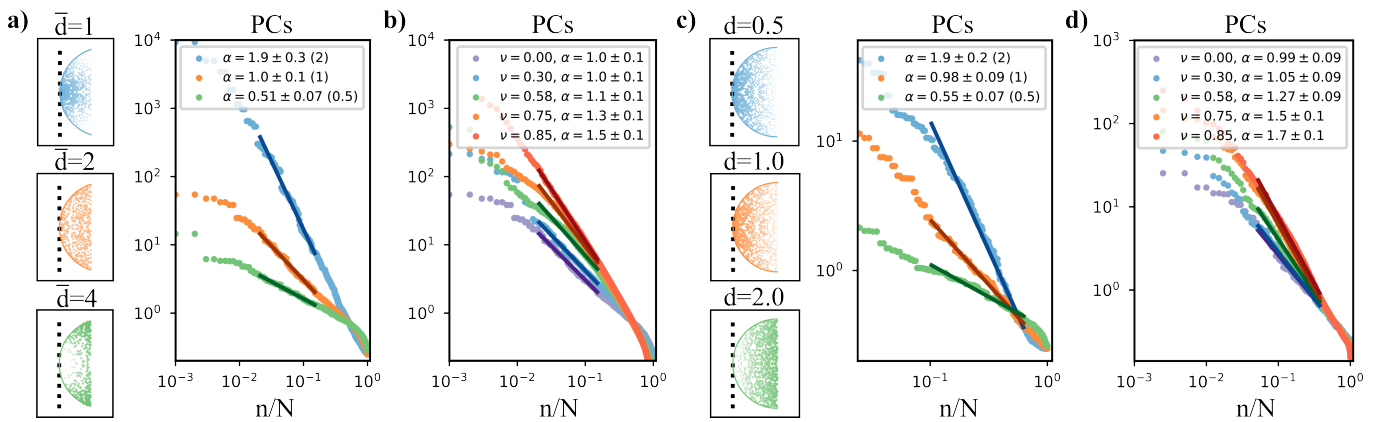 a)
d̅=1
d̅=2
d̅=4
PCs
α = 1.9 ± 0.3 (2)
α = 1.0 ± 0.1 (1)
α = 0.51 ± 0.07 (0.5)
10⁴
10³
10²
10¹
10⁰
10⁻³ 10⁻² 10⁻¹ 10⁰
n/N
b)
PCs
ν = 0.00, α = 1.0 ± 0.1
ν = 0.30, α = 1.0 ± 0.1
ν = 0.58, α = 1.1 ± 0.1
ν = 0.75, α = 1.3 ± 0.1
ν = 0.85, α = 1.5 ± 0.1
10⁴
10³
10²
10¹
10⁰
10⁻³ 10⁻² 10⁻¹ 10⁰
n/N
c)
d=0.5
d=1.0
d=2.0
PCs
α = 1.9 ± 0.2 (2)
α = 0.98 ± 0.09 (1)
α = 0.55 ± 0.07 (0.5)
10¹
10⁰
10⁻¹ 10⁰
n/N
d)
PCs
ν = 0.00, α = 0.99 ± 0.09
ν = 0.30, α = 1.05 ± 0.09
ν = 0.58, α = 1.27 ± 0.09
ν = 0.75, α = 1.5 ± 0.1
ν = 0.85, α = 1.7 ± 0.1
10³
10²
10¹
10⁰
10⁻³ 10⁻² 10⁻¹ 10⁰
n/N